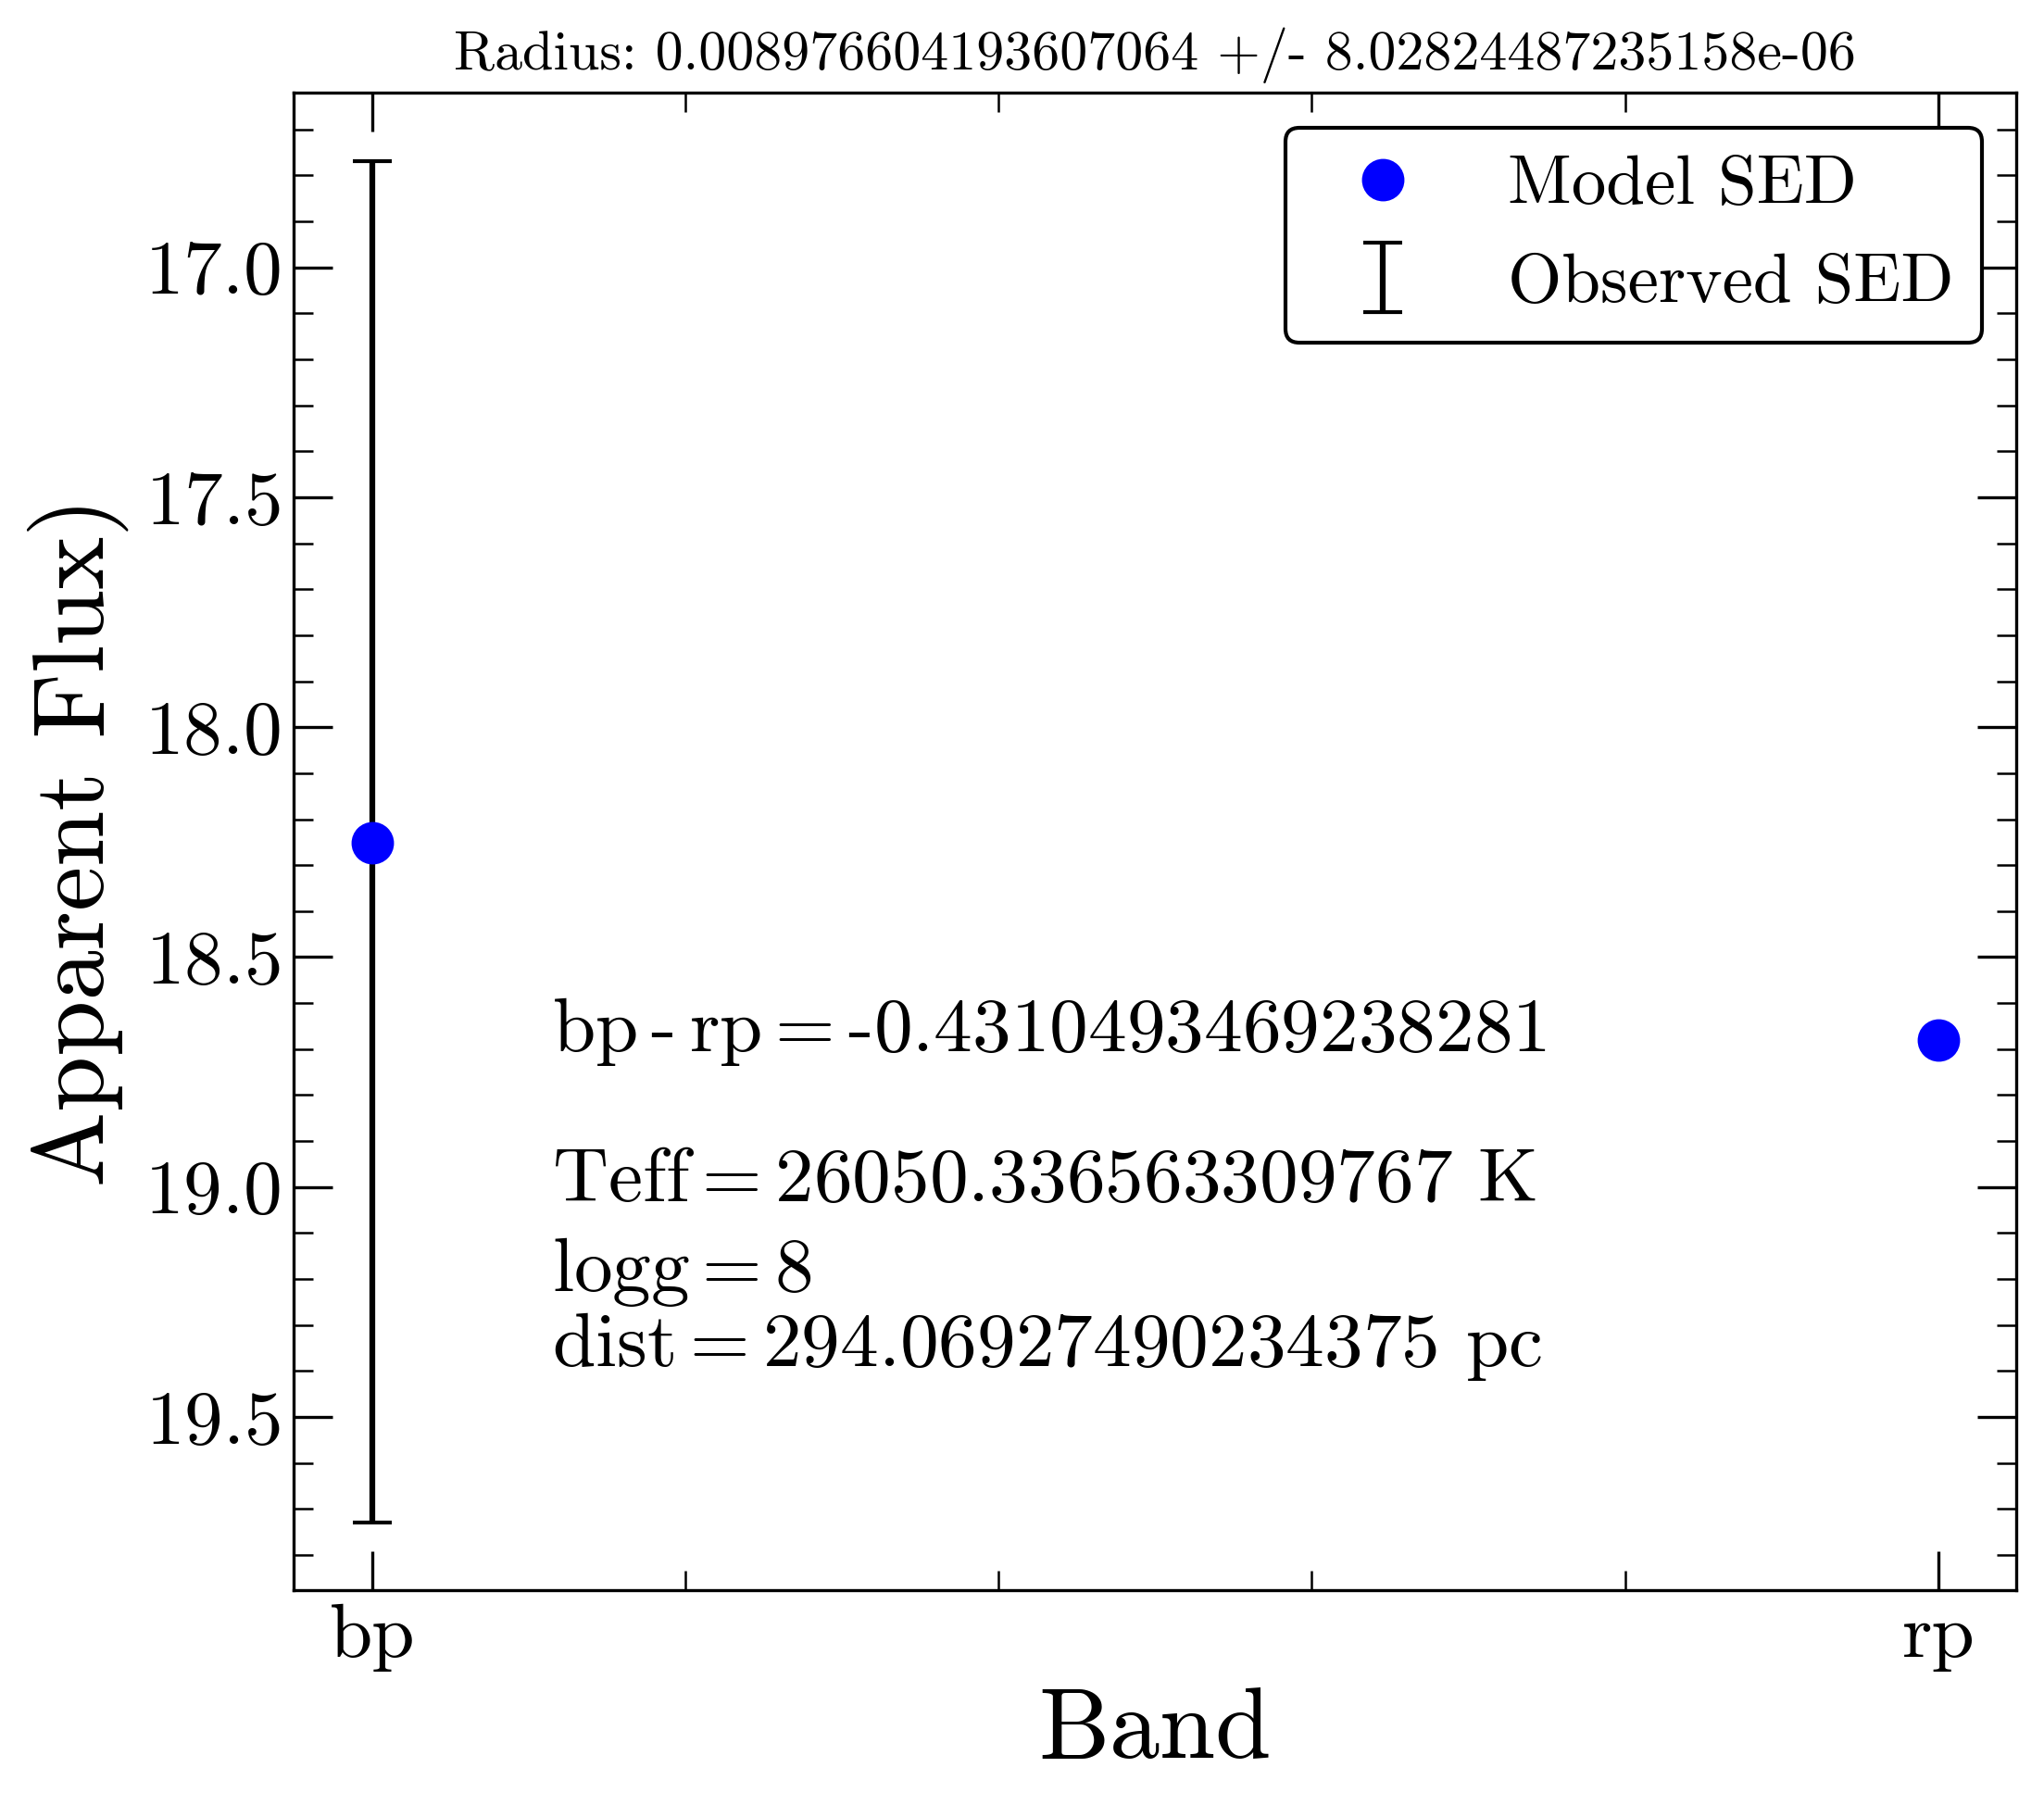 Radius: 0.008976604193607064 +/- 8.02824487235158e-06
Model SED
Observed SED
17.0
17.5
18.0
18.5
19.0
19.5
Apparent Flux)
bp - rp = -0.4310493469238281
Teff = 26050.336563309767 K
logg = 8
dist = 294.06927490234375 pc
bp
rp
Band